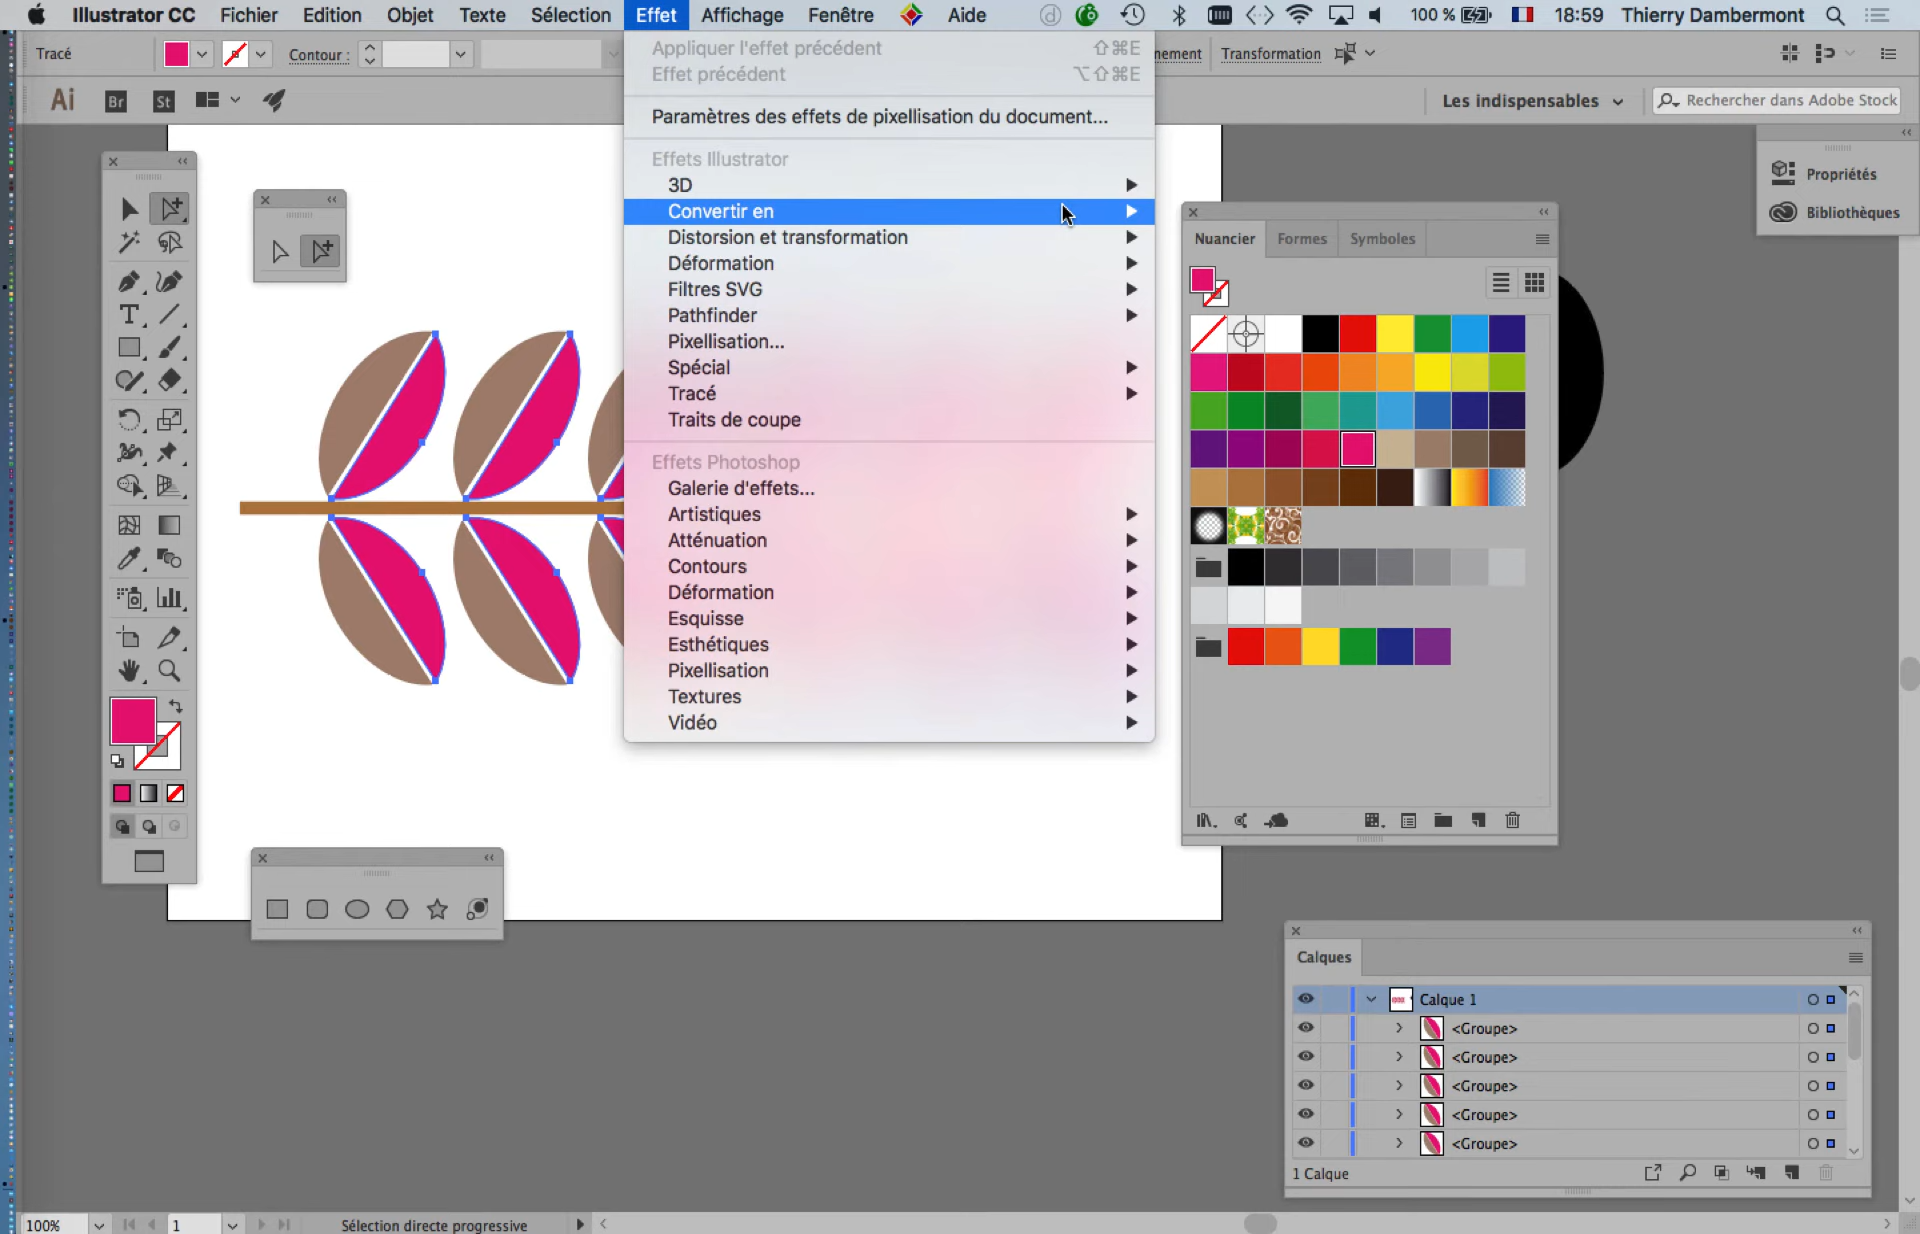 Illustrator CC Fichier Edition Objet Texte Sélection Effet Affichage Fenêtre Aide 100 % 18:59 Thierry Dambermont
Tracé Contour : nement Transformation
Ai Br St Les indispensables Rechercher dans Adobe Stock
Appliquer l'effet précédent ⇧⌘E
Effet précédent ⌥⇧⌘E
Paramètres des effets de pixellisation du document...
Effets Illustrator
3D
Convertir en
Distorsion et transformation
Déformation
Filtres SVG
Pathfinder
Pixellisation...
Spécial
Tracé
Traits de coupe
Effets Photoshop
Galerie d'effets...
Artistiques
Atténuation
Contours
Déformation
Esquisse
Esthétiques
Pixellisation
Textures
Vidéo
Propriétés
Bibliothèques
Nuancier Formes Symboles
Calques
Calque 1
<Groupe>
<Groupe>
<Groupe>
<Groupe>
<Groupe>
1 Calque
100% 1 Sélection directe progressive